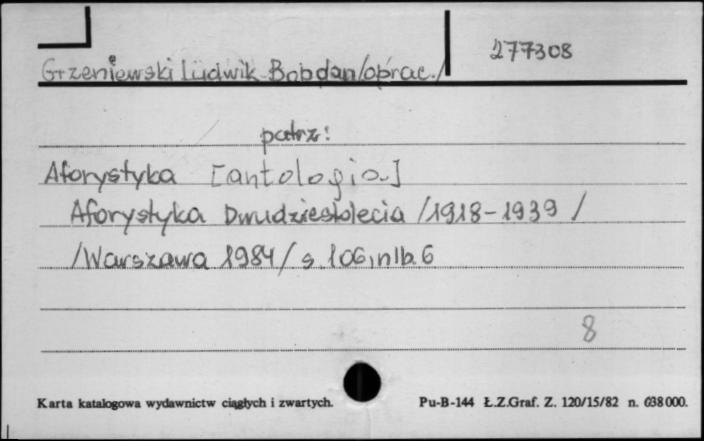 277308
Grzeniewski Ludwik Bohdan/oprac./
patrz:
Aforystyka [antologia]
Aforystyka Dwudziestolecia /1918-1939/
/Warszawa 1984/ s.106,nlb.6
8
Karta katalogowa wydawnictw ciągłych i zwartych. Pu-B-144 Ł.Z.Graf. Z. 120/15/82 n. 638000.